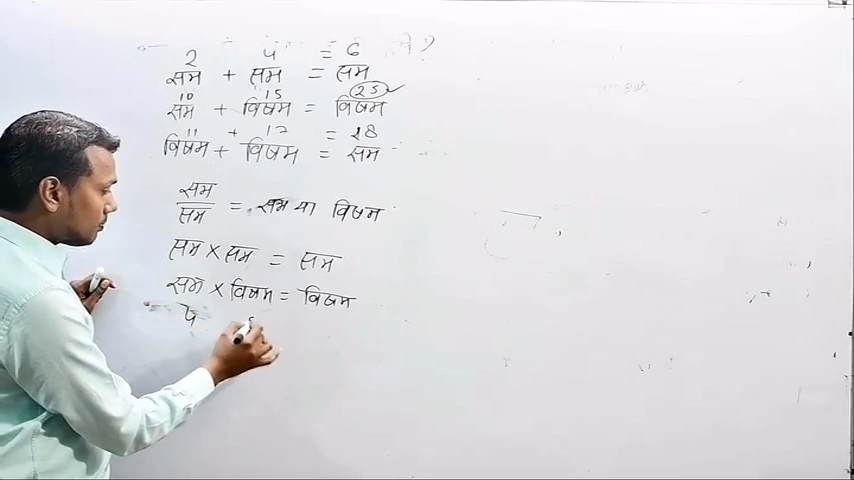 2 4 = 6
सम + सम = सम
10 15 25
सम + विषम = विषम
11 + 17 = 28
विषम + विषम = सम
सम
सम = सम या विषम
सम × सम = सम
सम × विषम = विषम